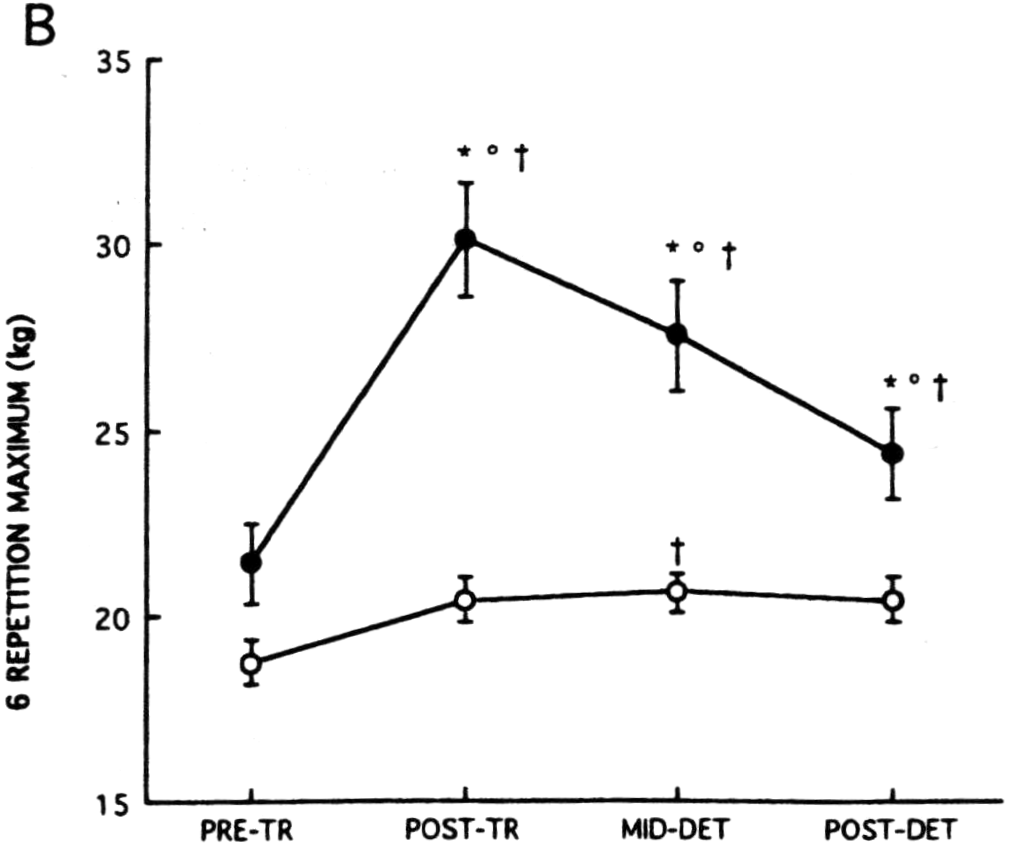 B
6 REPETITION MAXIMUM (kg)
35
30
25
20
15
* ° †
* ° †
* ° †
†
PRE-TR POST-TR MID-DET POST-DET